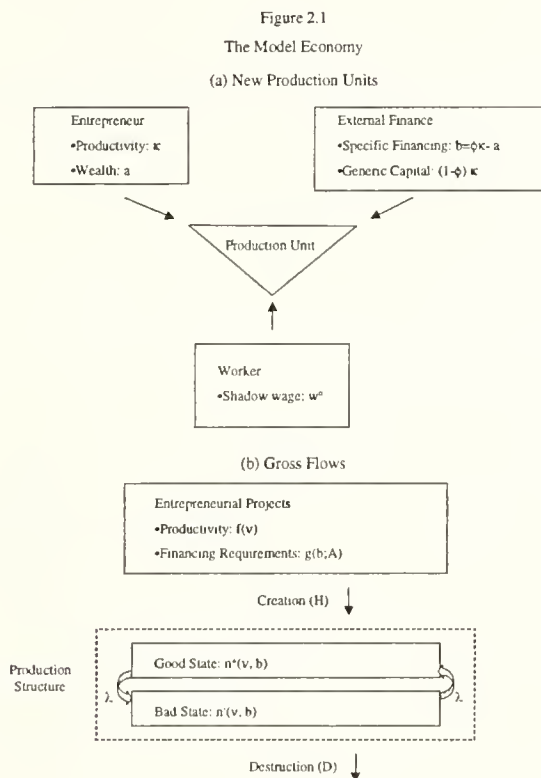 Figure 2.1
The Model Economy
(a) New Production Units
Entrepreneur
•Productivity: κ
•Wealth: a
External Finance
•Specific Financing: b=φκ- a
•Generic Capital: (1-φ) κ
Production Unit
Worker
•Shadow wage: w°
(b) Gross Flows
Entrepreneurial Projects
•Productivity: f(ν)
•Financing Requirements: g(b;A)
Creation (H)
Production
Structure
Good State: n⁺(ν, b)
λ
λ
Bad State: n⁻(ν, b)
Destruction (D)